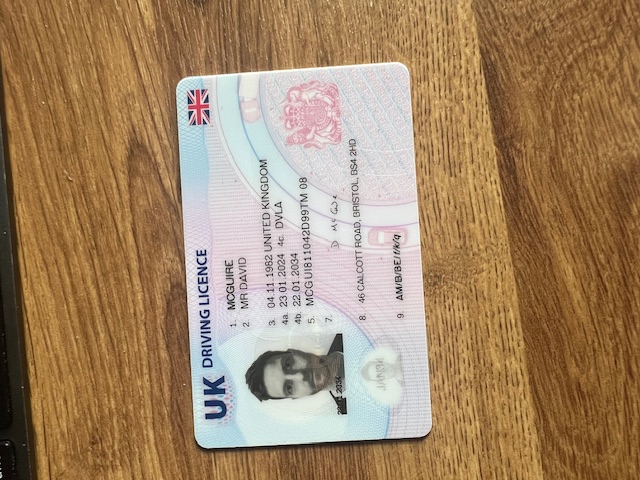 UK DRIVING LICENCE
1. MCGUIRE
2. MR DAVID
3. 04.11.1982 UNITED KINGDOM
4a. 23.01.2024 4c. DVLA
4b. 22.01.2034
5. MCGUI811042D99TM 08
7.
22.01.2034
8. 46 CALCOTT ROAD, BRISTOL, BS4 2HD
JAN34
9. AM/B/BE/f/k/q